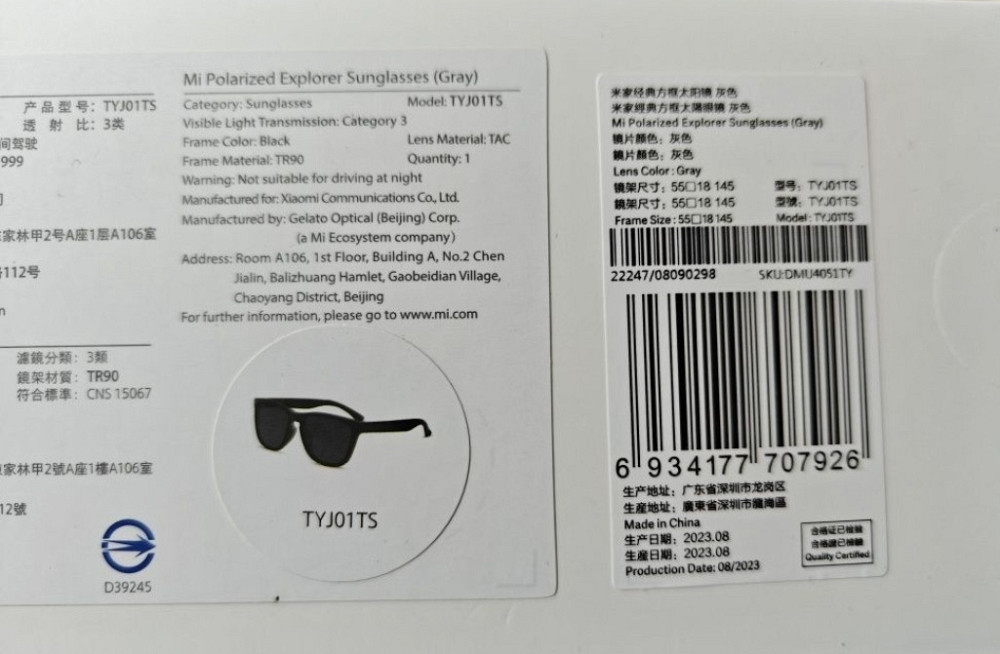 产品型号：TYJ01TS
透射比：3类
间驾驶
999
家林甲2号A座1层A106室
112号
濾鏡分類：3類
鏡架材質：TR90
符合標準：CNS 15067
家林甲2號A座1樓A106室
12號
D39245
Mi Polarized Explorer Sunglasses (Gray)
Category: Sunglasses Model: TYJ01TS
Visible Light Transmission: Category 3
Frame Color: Black Lens Material: TAC
Frame Material: TR90 Quantity: 1
Warning: Not suitable for driving at night
Manufactured for: Xiaomi Communications Co., Ltd.
Manufactured by: Gelato Optical (Beijing) Corp.
(a Mi Ecosystem company)
Address: Room A106, 1st Floor, Building A, No.2 Chen
Jialin, Balizhuang Hamlet, Gaobeidian Village,
Chaoyang District, Beijing
For further information, please go to www.mi.com
TYJ01TS
米家经典方框太阳镜 灰色
米家經典方框太陽眼鏡 灰色
Mi Polarized Explorer Sunglasses (Gray)
镜片颜色：灰色
鏡片顏色：灰色
Lens Color : Gray
镜架尺寸：55□18 145 型号：TYJ01TS
鏡架尺寸：55□18 145 型號：TYJ01TS
Frame Size : 55□18 145 Model : TYJ01TS
22247/08090298 SKU:DMU4051TY
6 934177 707926
生产地址：广东省深圳市龙岗区
生產地址：廣東省深圳市龍崗區
Made in China
生产日期：2023.08
生產日期：2023.08
Production Date: 08/2023
合格证已检验
合格證已檢驗
Quality Certified